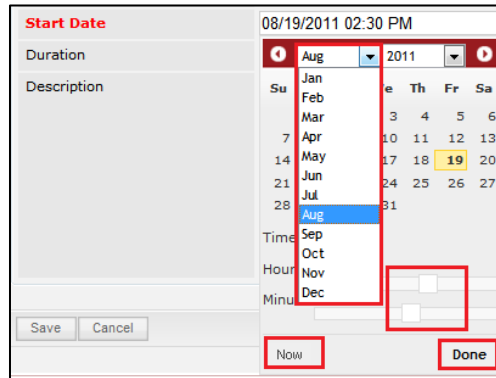 Start Date 08/19/2011 02:30 PM
Duration Aug 2011
Description Su e Th Fr Sa
Jan
Feb
Mar 3 4 5 6
7 Apr 10 11 12 13
14 May 17 18 19 20
Jun
21 Jul 24 25 26 27
28 Aug 31
Time Sep
Oct
Hour Nov
Minu Dec
Save Cancel
Now Done